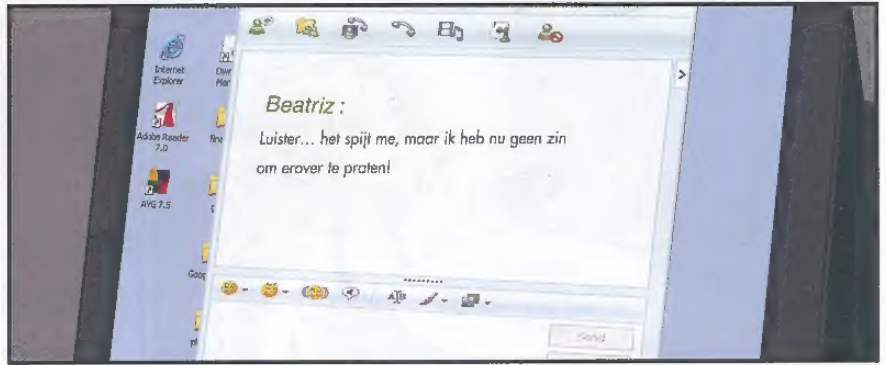 Internet
Explorer
Adobe Reader
7.0
AVG 7.5
Beatriz :
Luister... het spijt me, maar ik heb nu geen zin
om erover te praten!
Send